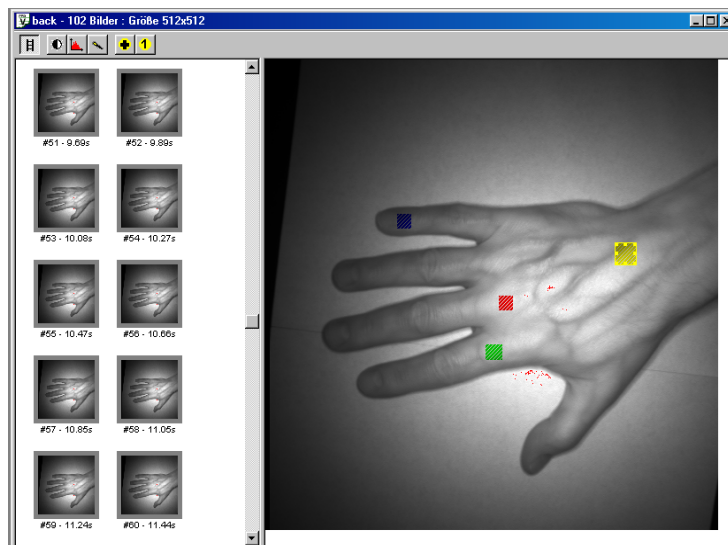 back - 102 Bilder : Größe 512x512
1
#51 - 9.69s
#52 - 9.89s
#53 - 10.08s
#54 - 10.27s
#55 - 10.47s
#56 - 10.66s
#57 - 10.85s
#58 - 11.05s
#59 - 11.24s
#60 - 11.44s